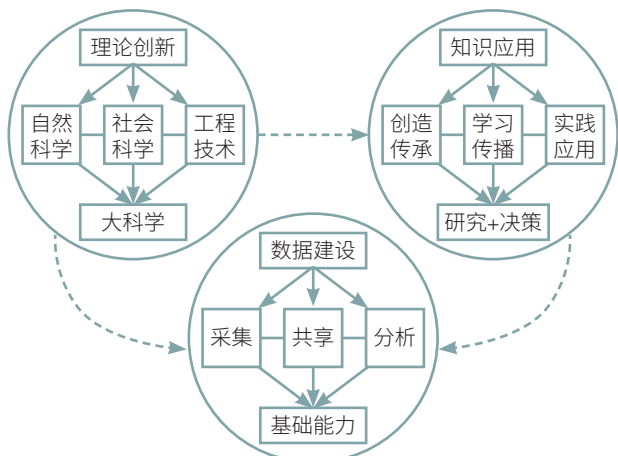 理论创新
自然
科学
社会
科学
工程
技术
大科学
知识应用
创造
传承
学习
传播
实践
应用
研究+决策
数据建设
采集
共享
分析
基础能力